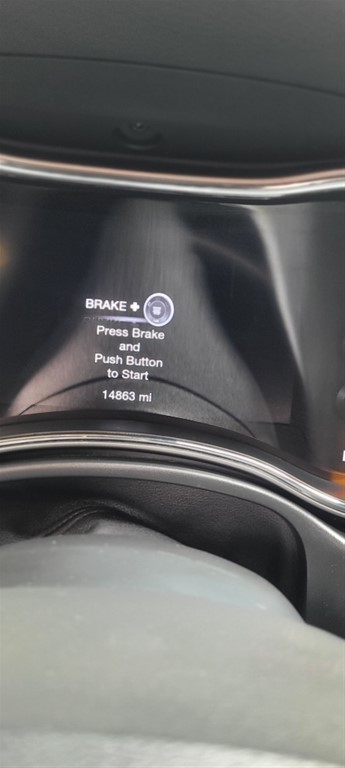 BRAKE +
Press Brake
and
Push Button
to Start
14863 mi